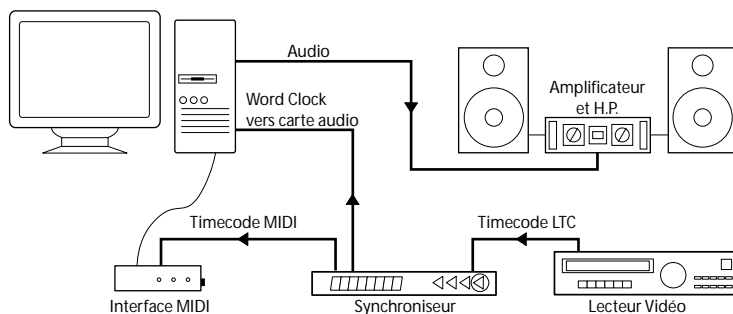 Audio
Amplificateur
et H.P.
Word Clock
vers carte audio
Timecode MIDI
Timecode LTC
Interface MIDI
Synchroniseur
Lecteur Vidéo